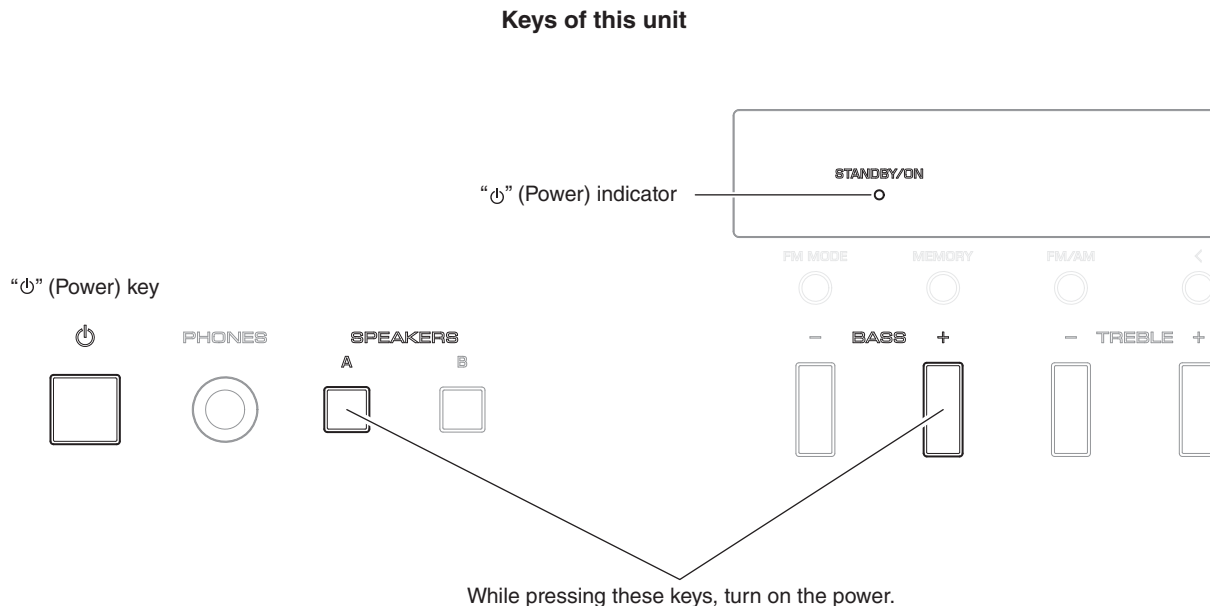 Keys of this unit
STANDBY/ON
“⏻” (Power) indicator
FM MODE MEMORY FM/AM <
“⏻” (Power) key
⏻ PHONES SPEAKERS − BASS + − TREBLE +
A B
While pressing these keys, turn on the power.